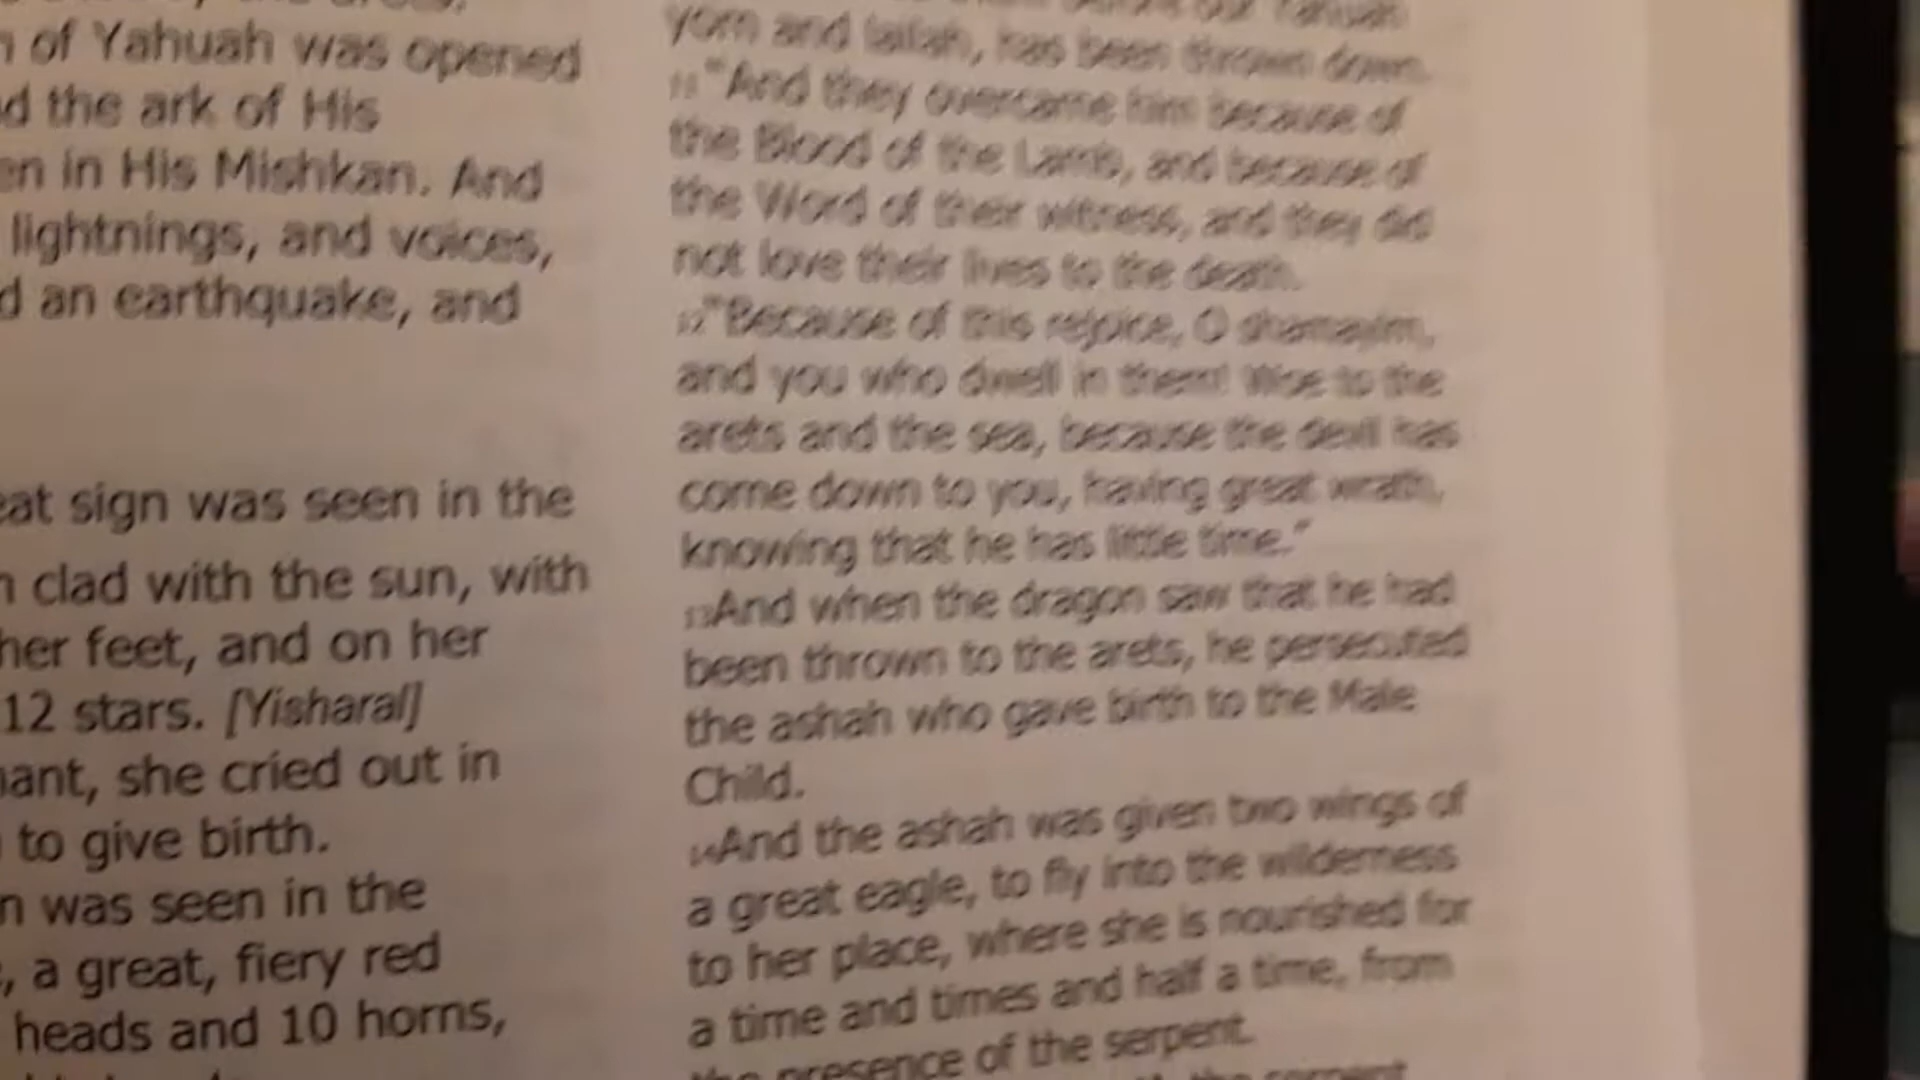 of Yahuah was opened
the ark of His
in His Mishkan. And
lightnings, and voices,
an earthquake, and
sign was seen in the
clad with the sun, with
her feet, and on her
12 stars. [Yisharal]
she cried out in
to give birth.
was seen in the
a great, fiery red
heads and 10 horns,
yom and lailah, has been thrown down.
11"And they overcame him because of
the Blood of the Lamb, and because of
the Word of their witness, and they did
not love their lives to the death.
12"Because of this rejoice, O shamayim,
and you who dwell in them! Woe to the
arets and the sea, because the devil has
come down to you, having great wrath,
knowing that he has little time."
13And when the dragon saw that he had
been thrown to the arets, he persecuted
the ashah who gave birth to the Male
Child.
14And the ashah was given two wings of
a great eagle, to fly into the wilderness
to her place, where she is nourished for
a time and times and half a time, from
the presence of the serpent.
the serpent